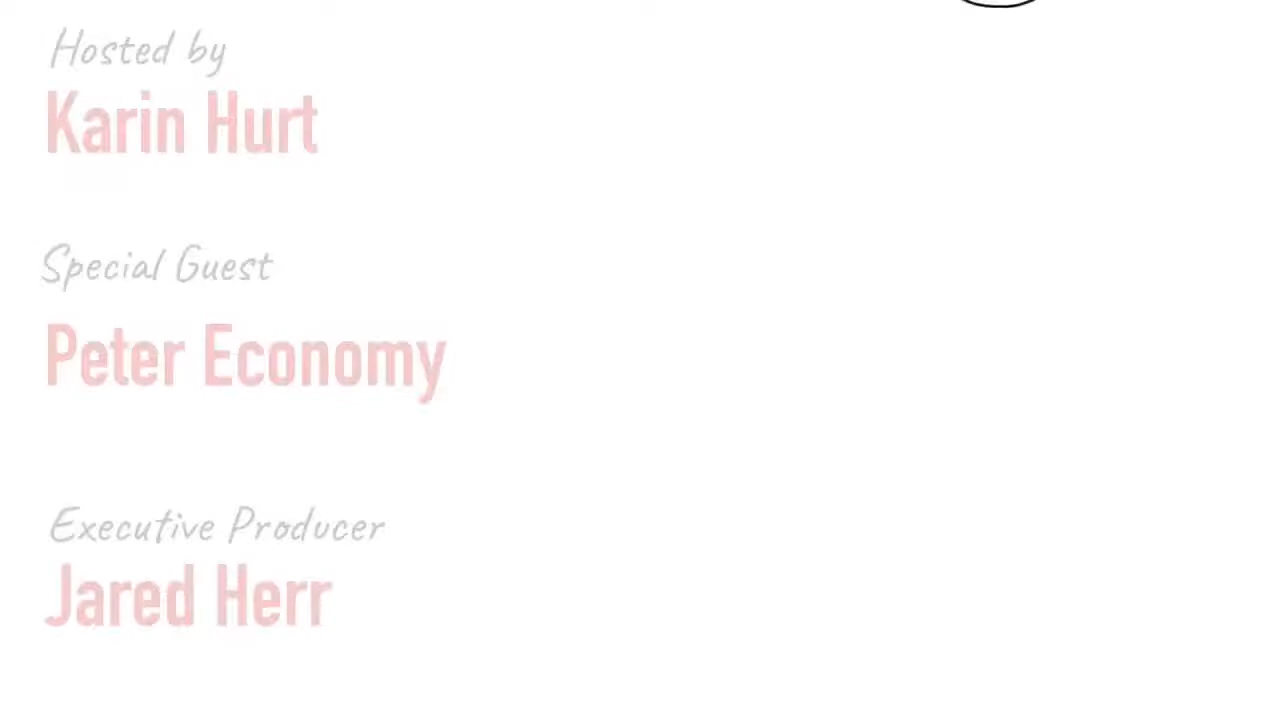 Hosted by
Karin Hurt
Special Guest
Peter Economy
Executive Producer
Jared Herr